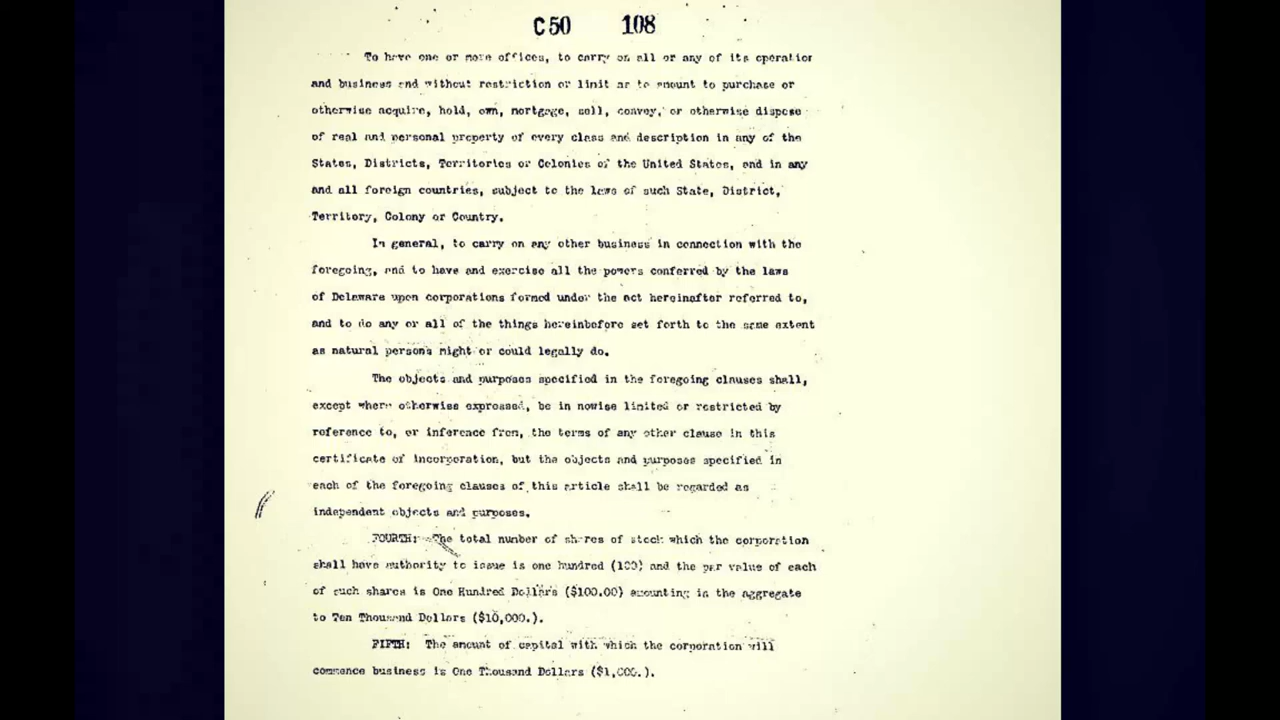 C50 108
To have one or more offices, to carry on all or any of its operation
and business and without restriction or limit as to amount to purchase or
otherwise acquire, hold, own, mortgage, sell, convey, or otherwise dispose
of real and personal property of every class and description in any of the
States, Districts, Territories or Colonies of the United States, and in any
and all foreign countries, subject to the laws of such State, District,
Territory, Colony or Country.
In general, to carry on any other business in connection with the
foregoing, and to have and exercise all the powers conferred by the laws
of Delaware upon corporations formed under the act hereinafter referred to,
and to do any or all of the things hereinbefore set forth to the same extent
as natural persons might or could legally do.
The objects and purposes specified in the foregoing clauses shall,
except where otherwise expressed, be in nowise limited or restricted by
reference to, or inference from, the terms of any other clause in this
certificate of incorporation, but the objects and purposes specified in
each of the foregoing clauses of this article shall be regarded as
independent objects and purposes.
FOURTH: The total number of shares of stock which the corporation
shall have authority to issue is one hundred (100) and the par value of each
of such shares is One Hundred Dollars ($100.00) amounting in the aggregate
to Ten Thousand Dollars ($10,000.).
FIFTH: The amount of capital with which the corporation will
commence business is One Thousand Dollars ($1,000.).